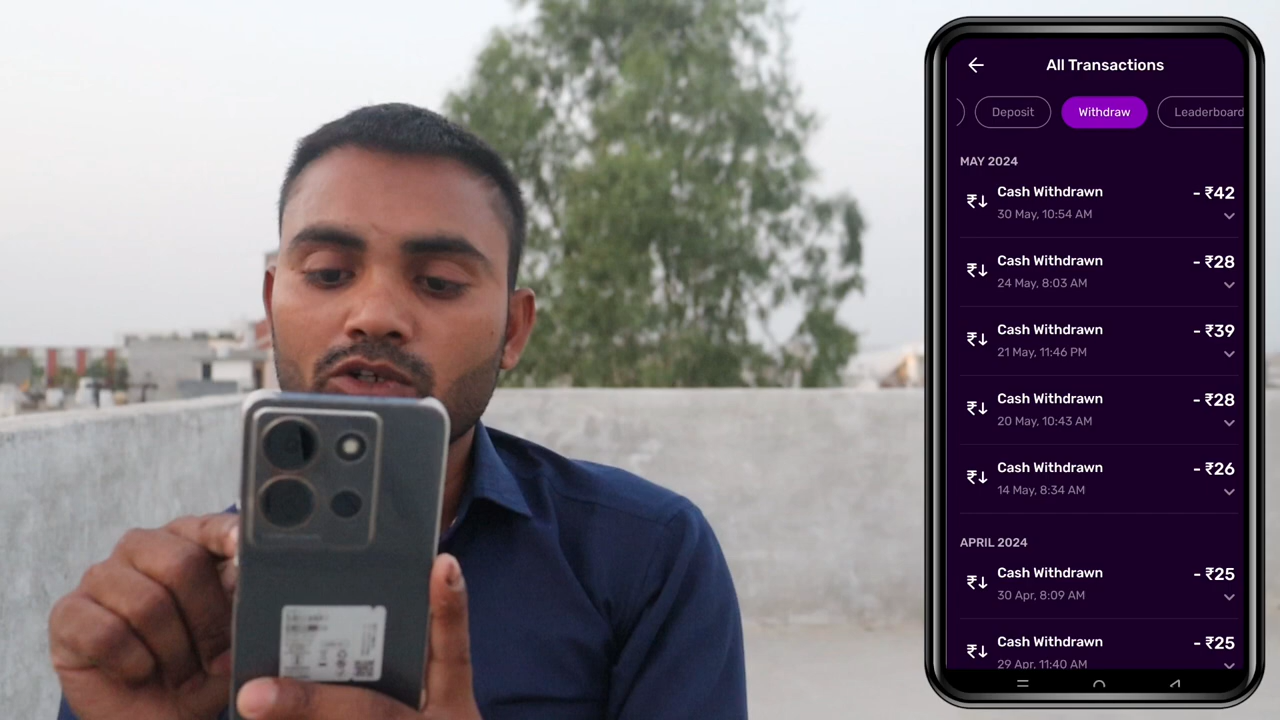 All Transactions
Deposit
Withdraw
Leaderboard
MAY 2024
Cash Withdrawn
- ₹42
30 May, 10:54 AM
Cash Withdrawn
- ₹28
24 May, 8:03 AM
Cash Withdrawn
- ₹39
21 May, 11:46 PM
Cash Withdrawn
- ₹28
20 May, 10:43 AM
Cash Withdrawn
- ₹26
14 May, 8:34 AM
APRIL 2024
Cash Withdrawn
- ₹25
30 Apr, 8:09 AM
Cash Withdrawn
- ₹25
29 Apr, 11:40 AM